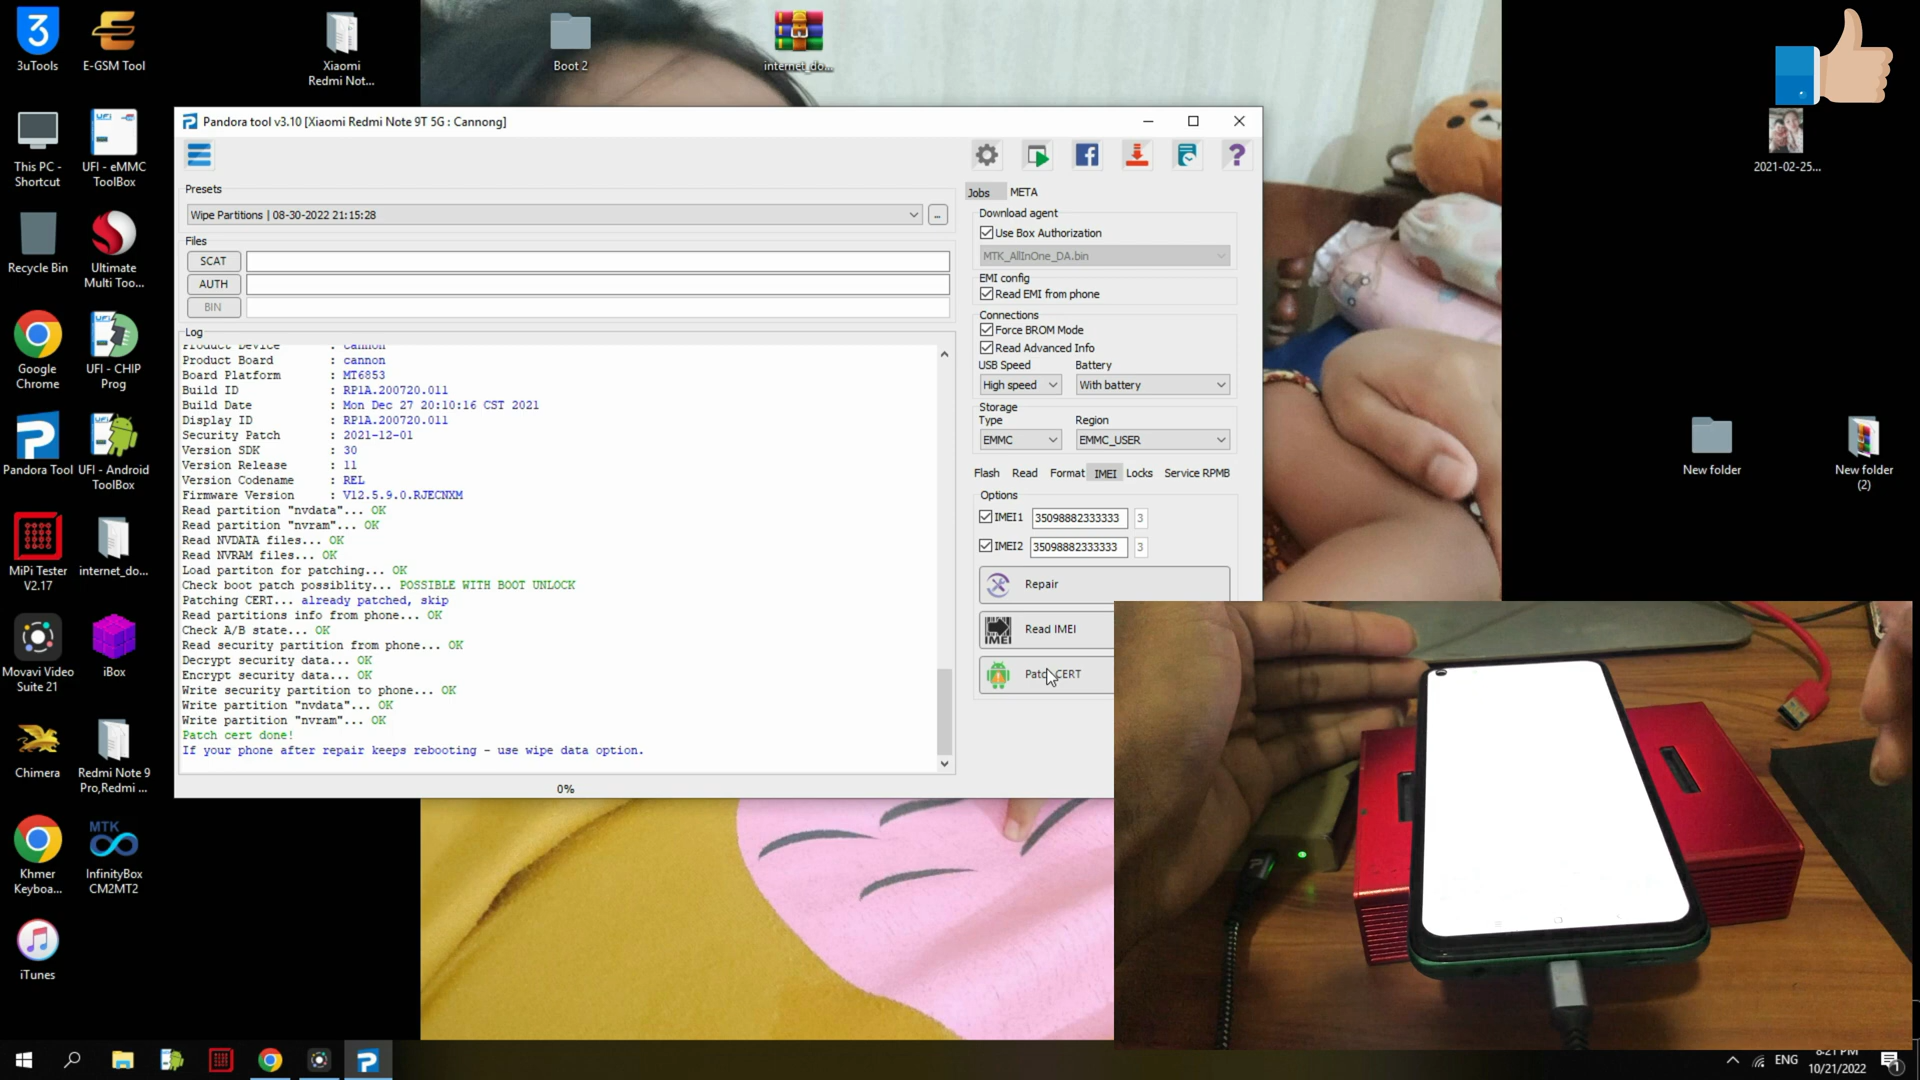 3uTools
E-GSM Tool
Xiaomi
Redmi Not...
Boot 2
internet_do...
This PC -
Shortcut
UFI - eMMC
ToolBox
2021-02-25...
Recycle Bin
Ultimate
Multi Too...
Google
Chrome
UFI - CHIP
Prog
Pandora Tool
UFI - Android
ToolBox
New folder
New folder
(2)
MiPi Tester
V2.17
internet_do...
Movavi Video
Suite 21
iBox
Chimera
Redmi Note 9
Pro,Redmi ...
Khmer
Keyboa...
MTK
InfinityBox
CM2MT2
iTunes
Pandora tool v3.10 [Xiaomi Redmi Note 9T 5G : Cannong]
Presets
Wipe Partitions | 08-30-2022 21:15:28
...
Files
SCAT
AUTH
BIN
Log
Product Device : cannon
Product Board : cannon
Board Platform : MT6853
Build ID : RP1A.200720.011
Build Date : Mon Dec 27 20:10:16 CST 2021
Display ID : RP1A.200720.011
Security Patch : 2021-12-01
Version SDK : 30
Version Release : 11
Version Codename : REL
Firmware Version : V12.5.9.0.RJECNXM
Read partition "nvdata"... OK
Read partition "nvram"... OK
Read NVDATA files... OK
Read NVRAM files... OK
Load partiton for patching... OK
Check boot patch possiblity... POSSIBLE WITH BOOT UNLOCK
Patching CERT... already patched, skip
Read partitions info from phone... OK
Check A/B state... OK
Read security partition from phone... OK
Decrypt security data... OK
Encrypt security data... OK
Write security partition to phone... OK
Write partition "nvdata"... OK
Write partition "nvram"... OK
Patch cert done!
If your phone after repair keeps rebooting - use wipe data option.
0%
Jobs META
Download agent
Use Box Authorization
MTK_AllInOne_DA.bin
EMI config
Read EMI from phone
Connections
Force BROM Mode
Read Advanced Info
USB Speed Battery
High speed With battery
Storage
Type Region
EMMC EMMC_USER
Flash Read Format IMEI Locks Service RPMB
Options
IMEI1 35098882333333 3
IMEI2 35098882333333 3
Repair
IMEI
Read IMEI
Patch CERT
ENG
8:21 PM
10/21/2022
1